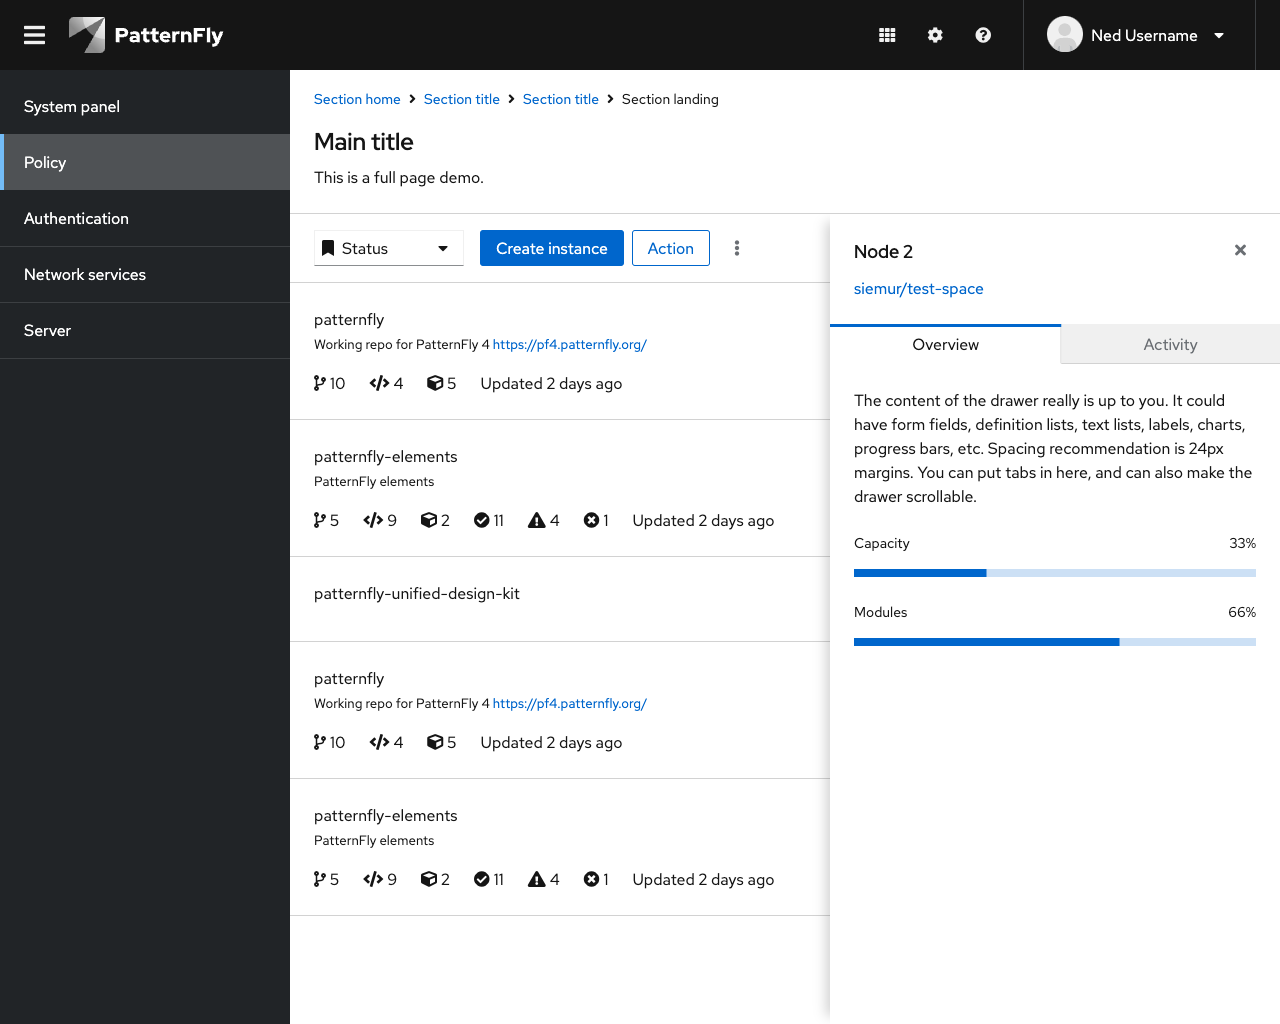 PatternFly
Ned Username
System panel
Policy
Authentication
Network services
Server
Section home Section title Section title Section landing
Main title
This is a full page demo.
Status Create instance Action
patternfly
Working repo for PatternFly 4 https://pf4.patternfly.org/
10 4 5 Updated 2 days ago
patternfly-elements
PatternFly elements
5 9 2 11 4 1 Updated 2 days ago
patternfly-unified-design-kit
patternfly
Working repo for PatternFly 4 https://pf4.patternfly.org/
10 4 5 Updated 2 days ago
patternfly-elements
PatternFly elements
5 9 2 11 4 1 Updated 2 days ago
Node 2
siemur/test-space
Overview Activity
The content of the drawer really is up to you. It could
have form fields, definition lists, text lists, labels, charts,
progress bars, etc. Spacing recommendation is 24px
margins. You can put tabs in here, and can also make the
drawer scrollable.
Capacity 33%
Modules 66%